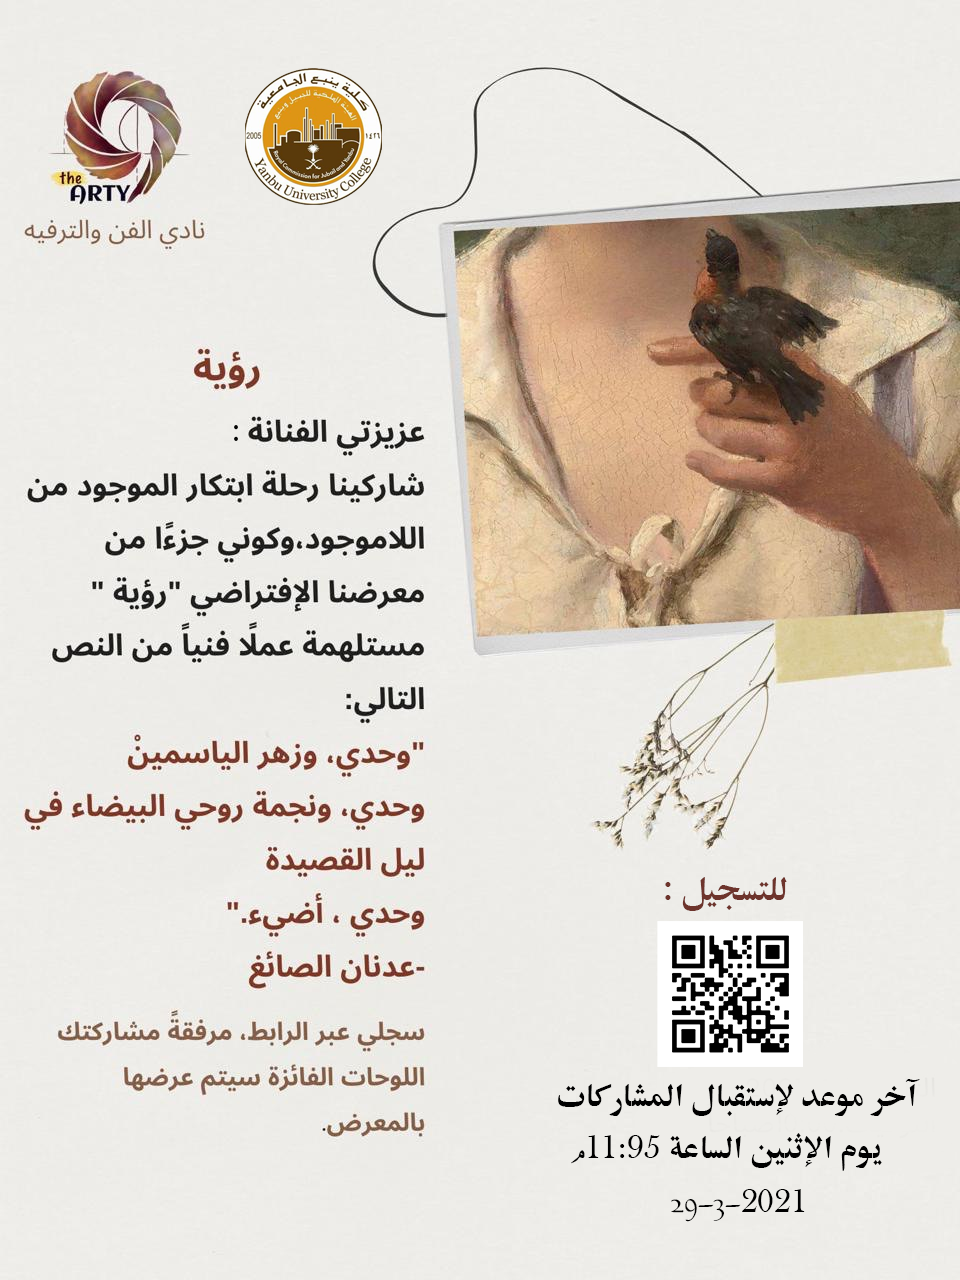 the
ARTY
نادي الفن والترفيه
كلية ينبع الجامعية
الهيئة الملكية للجبيل وينبع
2005
١٤٢٦
Royal Commission for Jubail and Yanbu
Yanbu University College
رؤية
عزيزتي الفنانة :
شاركينا رحلة ابتكار الموجود من
اللاموجود،وكوني جزءًا من
معرضنا الإفتراضي "رؤية "
مستلهمة عملًا فنياً من النص
التالي:
"وحدي، وزهر الياسمينْ
وحدي، ونجمة روحي البيضاء في
ليل القصيدة
وحدي ، أضيء."
-عدنان الصائغ
سجلي عبر الرابط، مرفقةً مشاركتك
اللوحات الفائزة سيتم عرضها
بالمعرض.
للتسجيل :
آخر موعد لإستقبال المشاركات
يوم الإثنين الساعة 11:95م
29-3-2021